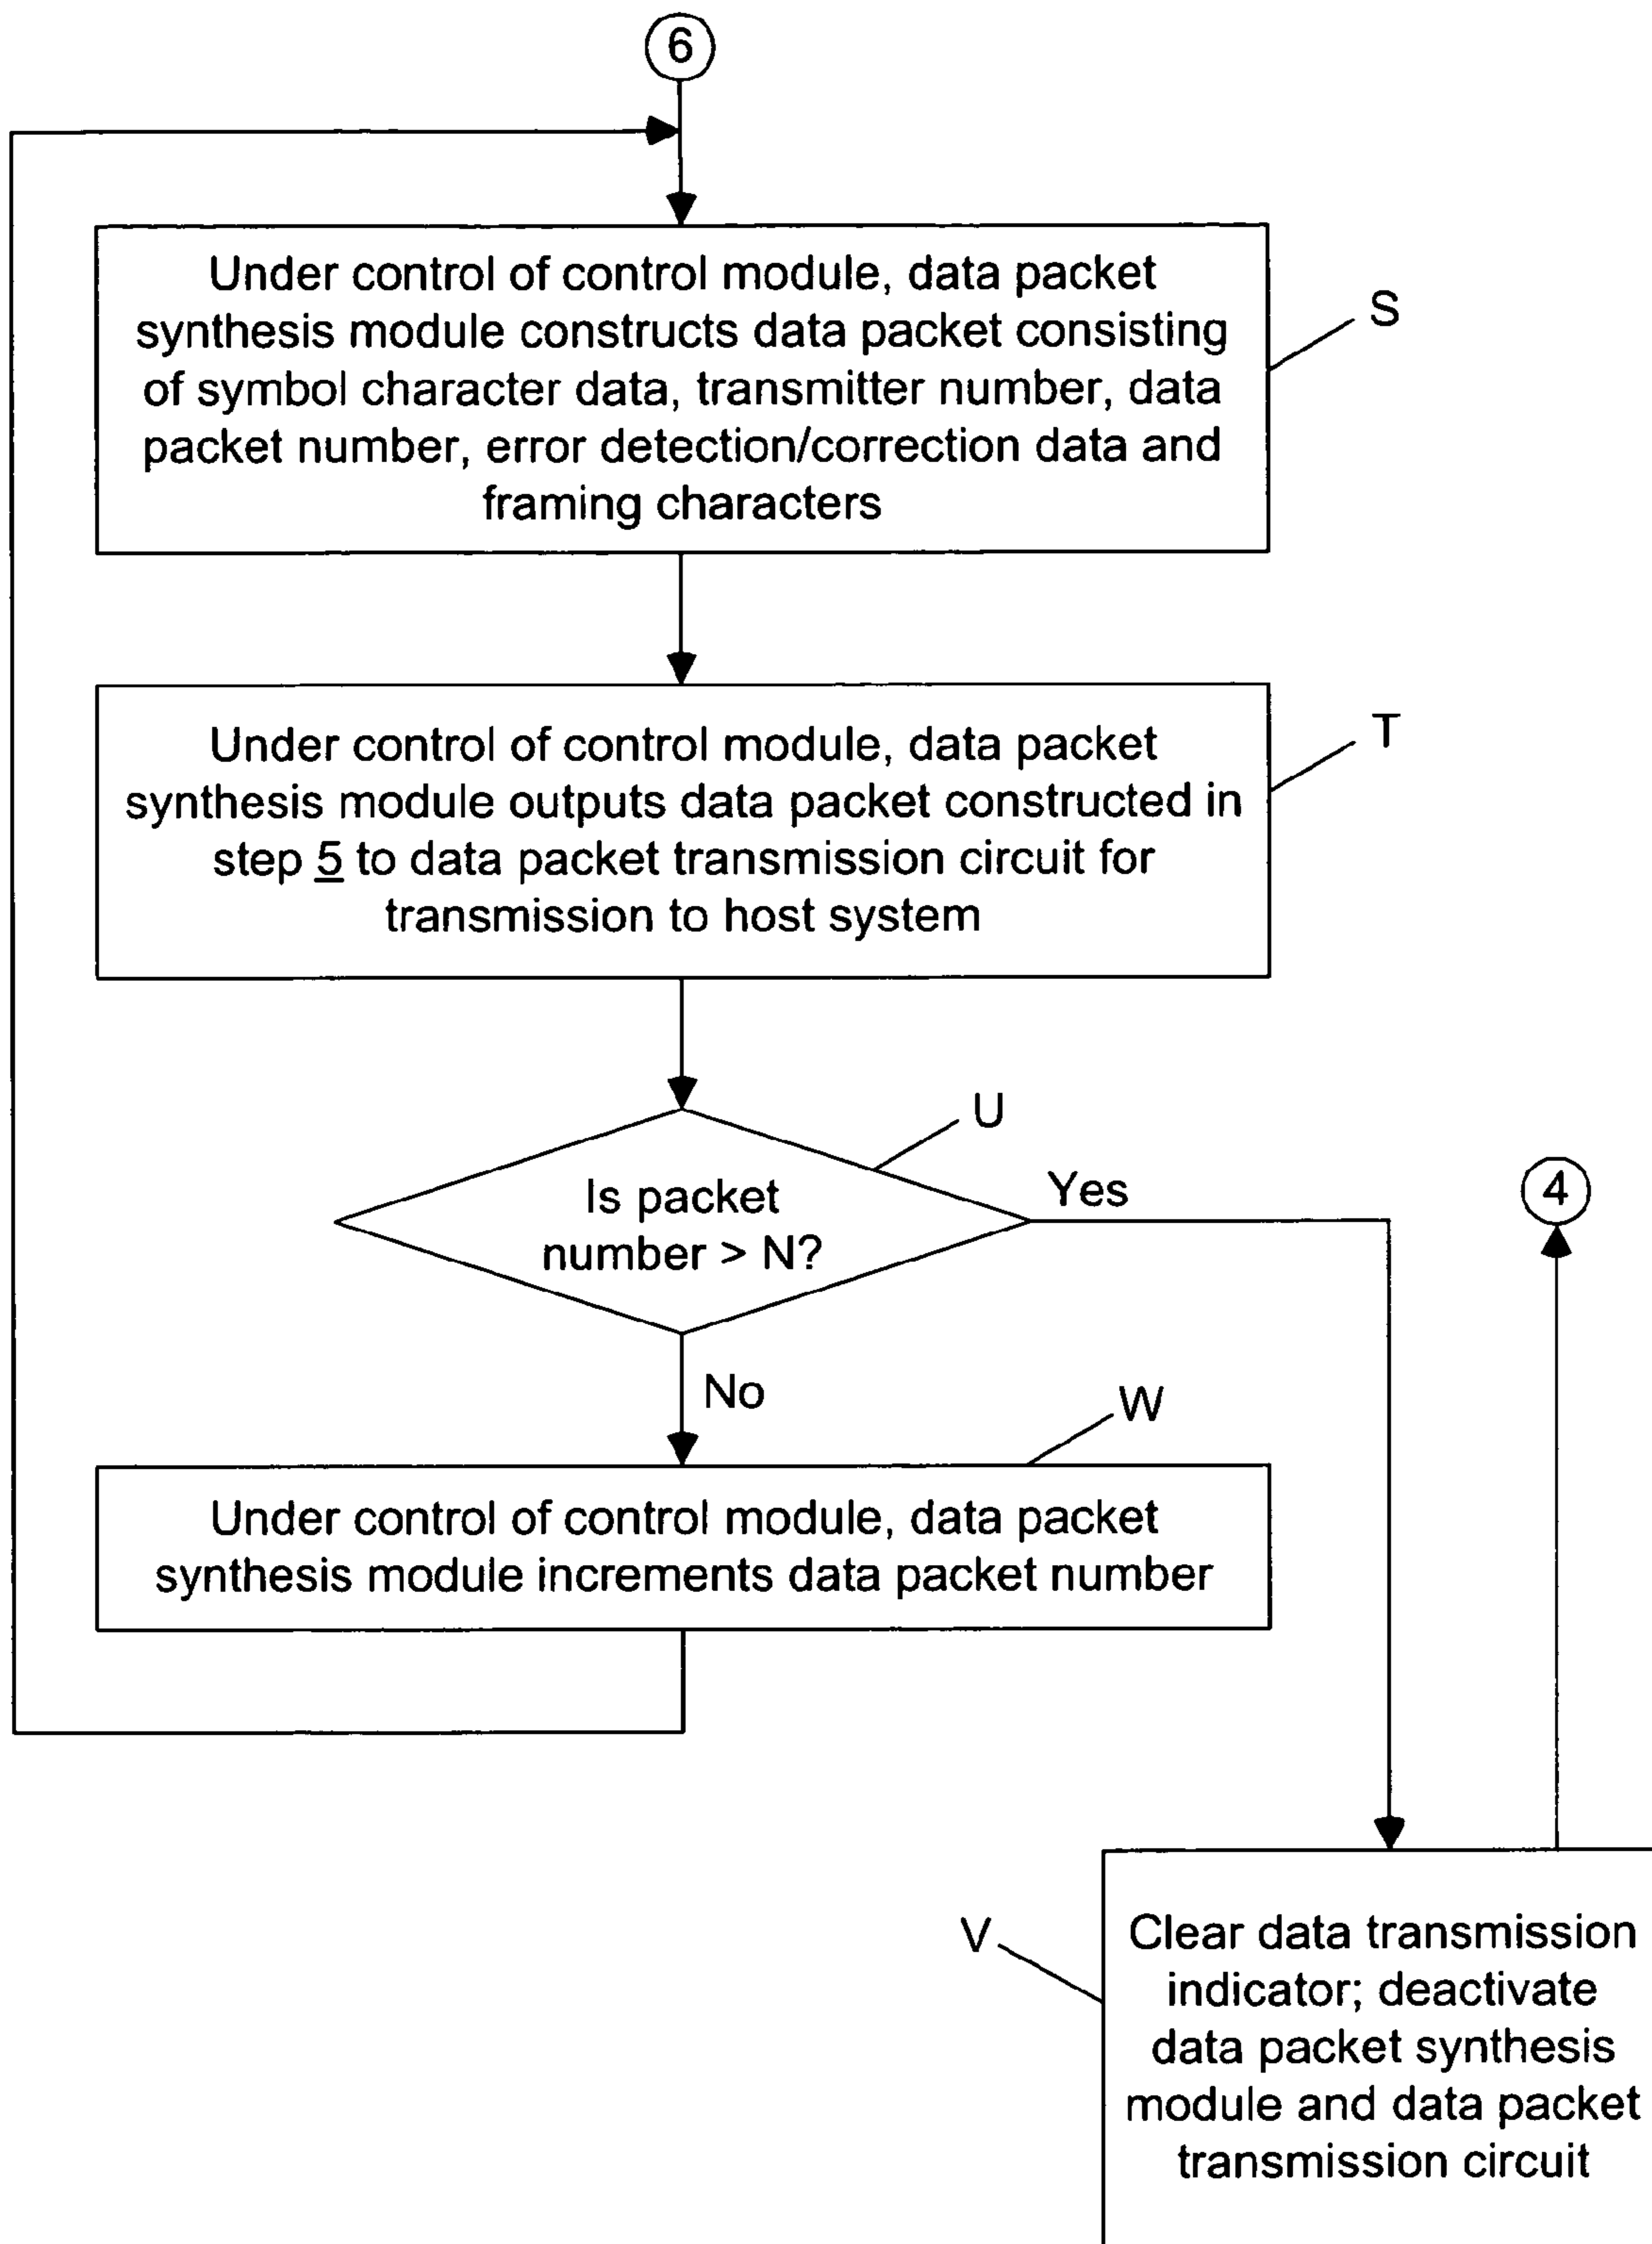 6
Under control of control module, data packet
synthesis module constructs data packet consisting
of symbol character data, transmitter number, data
packet number, error detection/correction data and
framing characters
S
Under control of control module, data packet
synthesis module outputs data packet constructed in
step 5 to data packet transmission circuit for
transmission to host system
T
U
Is packet
number > N?
Yes
4
No
W
Under control of control module, data packet
synthesis module increments data packet number
V
Clear data transmission
indicator; deactivate
data packet synthesis
module and data packet
transmission circuit